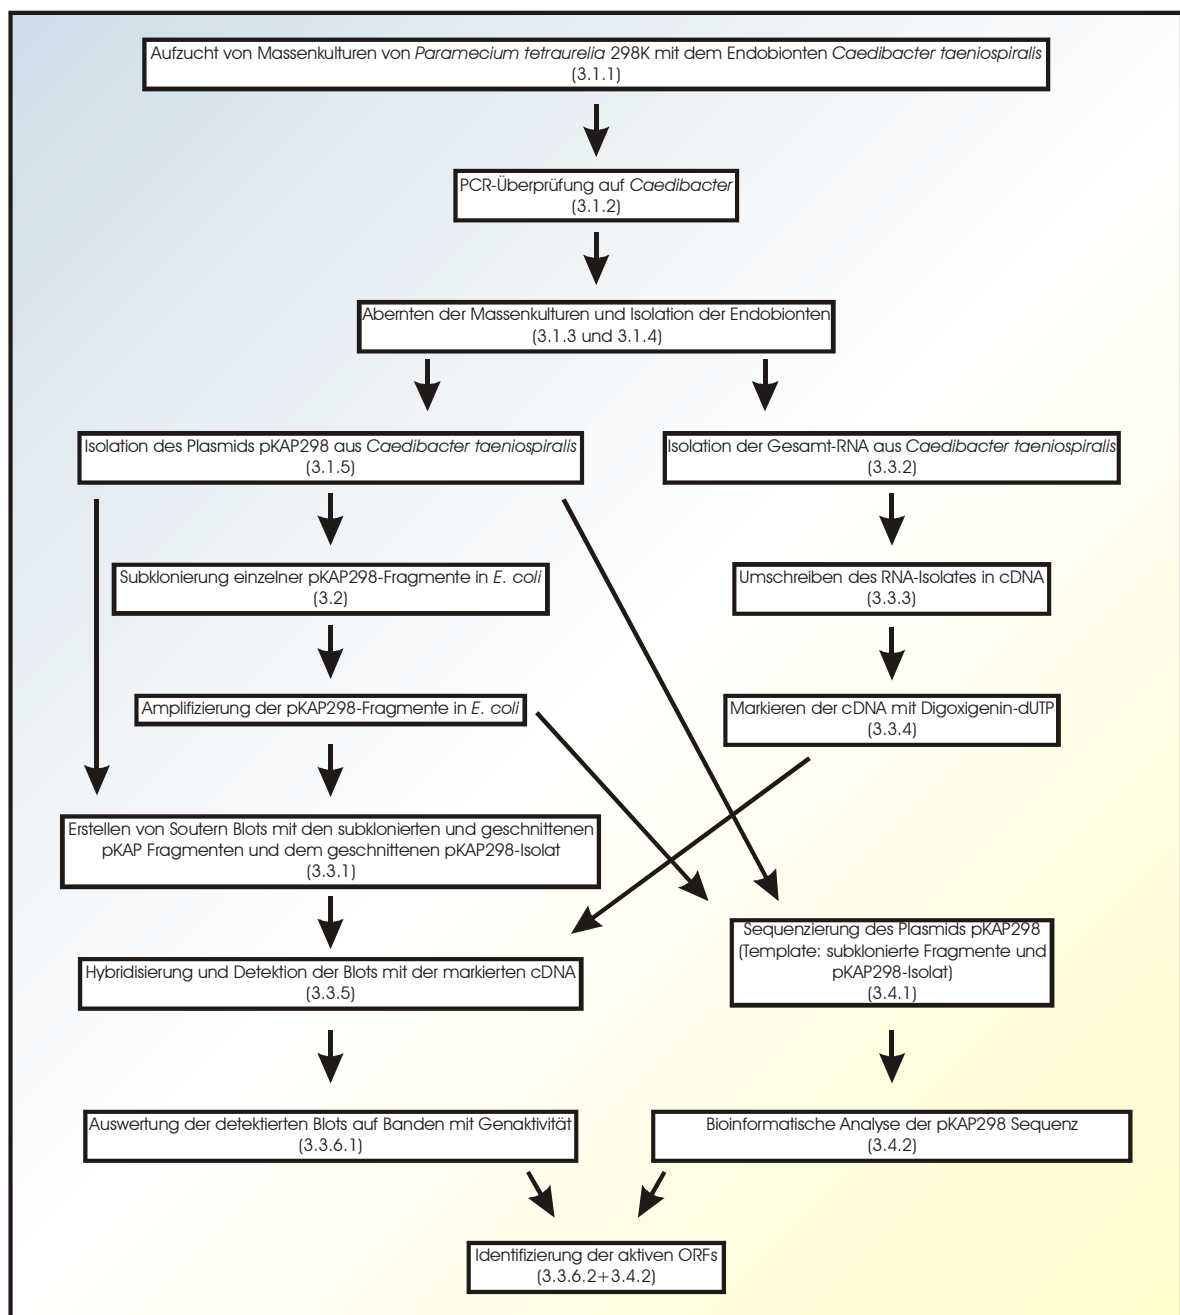 Aufzucht von Massenkulturen von Paramecium tetraurelia 298K mit dem Endobionten Caedibacter taeniospiralis
(3.1.1)
PCR-Überprüfung auf Caedibacter
(3.1.2)
Abernten der Massenkulturen und Isolation der Endobionten
(3.1.3 und 3.1.4)
Isolation des Plasmids pKAP298 aus Caedibacter taeniospiralis
(3.1.5)
Isolation der Gesamt-RNA aus Caedibacter taeniospiralis
(3.3.2)
Subklonierung einzelner pKAP298-Fragmente in E. coli
(3.2)
Umschreiben des RNA-Isolates in cDNA
(3.3.3)
Amplifizierung der pKAP298-Fragmente in E. coli
Markieren der cDNA mit Digoxigenin-dUTP
(3.3.4)
Erstellen von Soutern Blots mit den subklonierten und geschnittenen
pKAP Fragmenten und dem geschnittenen pKAP298-Isolat
(3.3.1)
Sequenzierung des Plasmids pKAP298
(Template: subklonierte Fragmente und
pKAP298-Isolat)
(3.4.1)
Hybridisierung und Detektion der Blots mit der markierten cDNA
(3.3.5)
Auswertung der detektierten Blots auf Banden mit Genaktivität
(3.3.6.1)
Bioinformatische Analyse der pKAP298 Sequenz
(3.4.2)
Identifizierung der aktiven ORFs
(3.3.6.2+3.4.2)